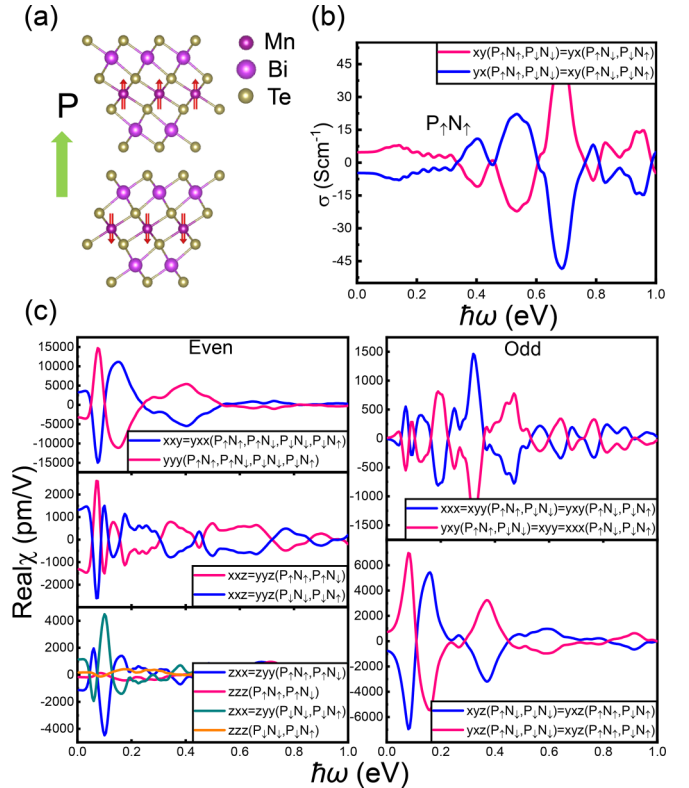 (a)
P
Mn
Bi
Te
(b)
xy(P↑N↑,P↓N↓)=yx(P↑N↓,P↓N↑)
yx(P↑N↑,P↓N↓)=xy(P↑N↓,P↓N↑)
P↑N↑
σ (Scm⁻¹)
45
30
15
0
-15
-30
-45
0.0 0.2 0.4 0.6 0.8 1.0
ħω (eV)
(c)
Even
15000
10000
5000
0
-5000
-10000
-15000
xxy=yxx(P↑N↑,P↑N↓,P↓N↓,P↓N↑)
yyy(P↑N↑,P↑N↓,P↓N↓,P↓N↑)
2000
1000
0
-1000
-2000
xxz=yyz(P↑N↑,P↑N↓)
xxz=yyz(P↓N↓,P↓N↑)
4000
2000
0
-2000
-4000
zxx=zyy(P↑N↑,P↑N↓)
zzz(P↑N↑,P↑N↓)
zxx=zyy(P↓N↓,P↓N↑)
zzz(P↓N↓,P↓N↑)
0.0 0.2 0.4 0.6 0.8 1.0
Realχ (pm/V)
Odd
1500
1000
500
0
-500
-1000
-1500
xxx=xyy(P↑N↑,P↓N↓)=yxy(P↑N↓,P↓N↑)
yxy(P↑N↑,P↓N↓)=xyy=xxx(P↑N↓,P↓N↑)
6000
4000
2000
0
-2000
-4000
-6000
xyz(P↑N↓,P↓N↓)=yxz(P↑N↑,P↓N↑)
yxz(P↑N↓,P↓N↓)=xyz(P↑N↑,P↓N↑)
0.0 0.2 0.4 0.6 0.8 1.0
ħω (eV)